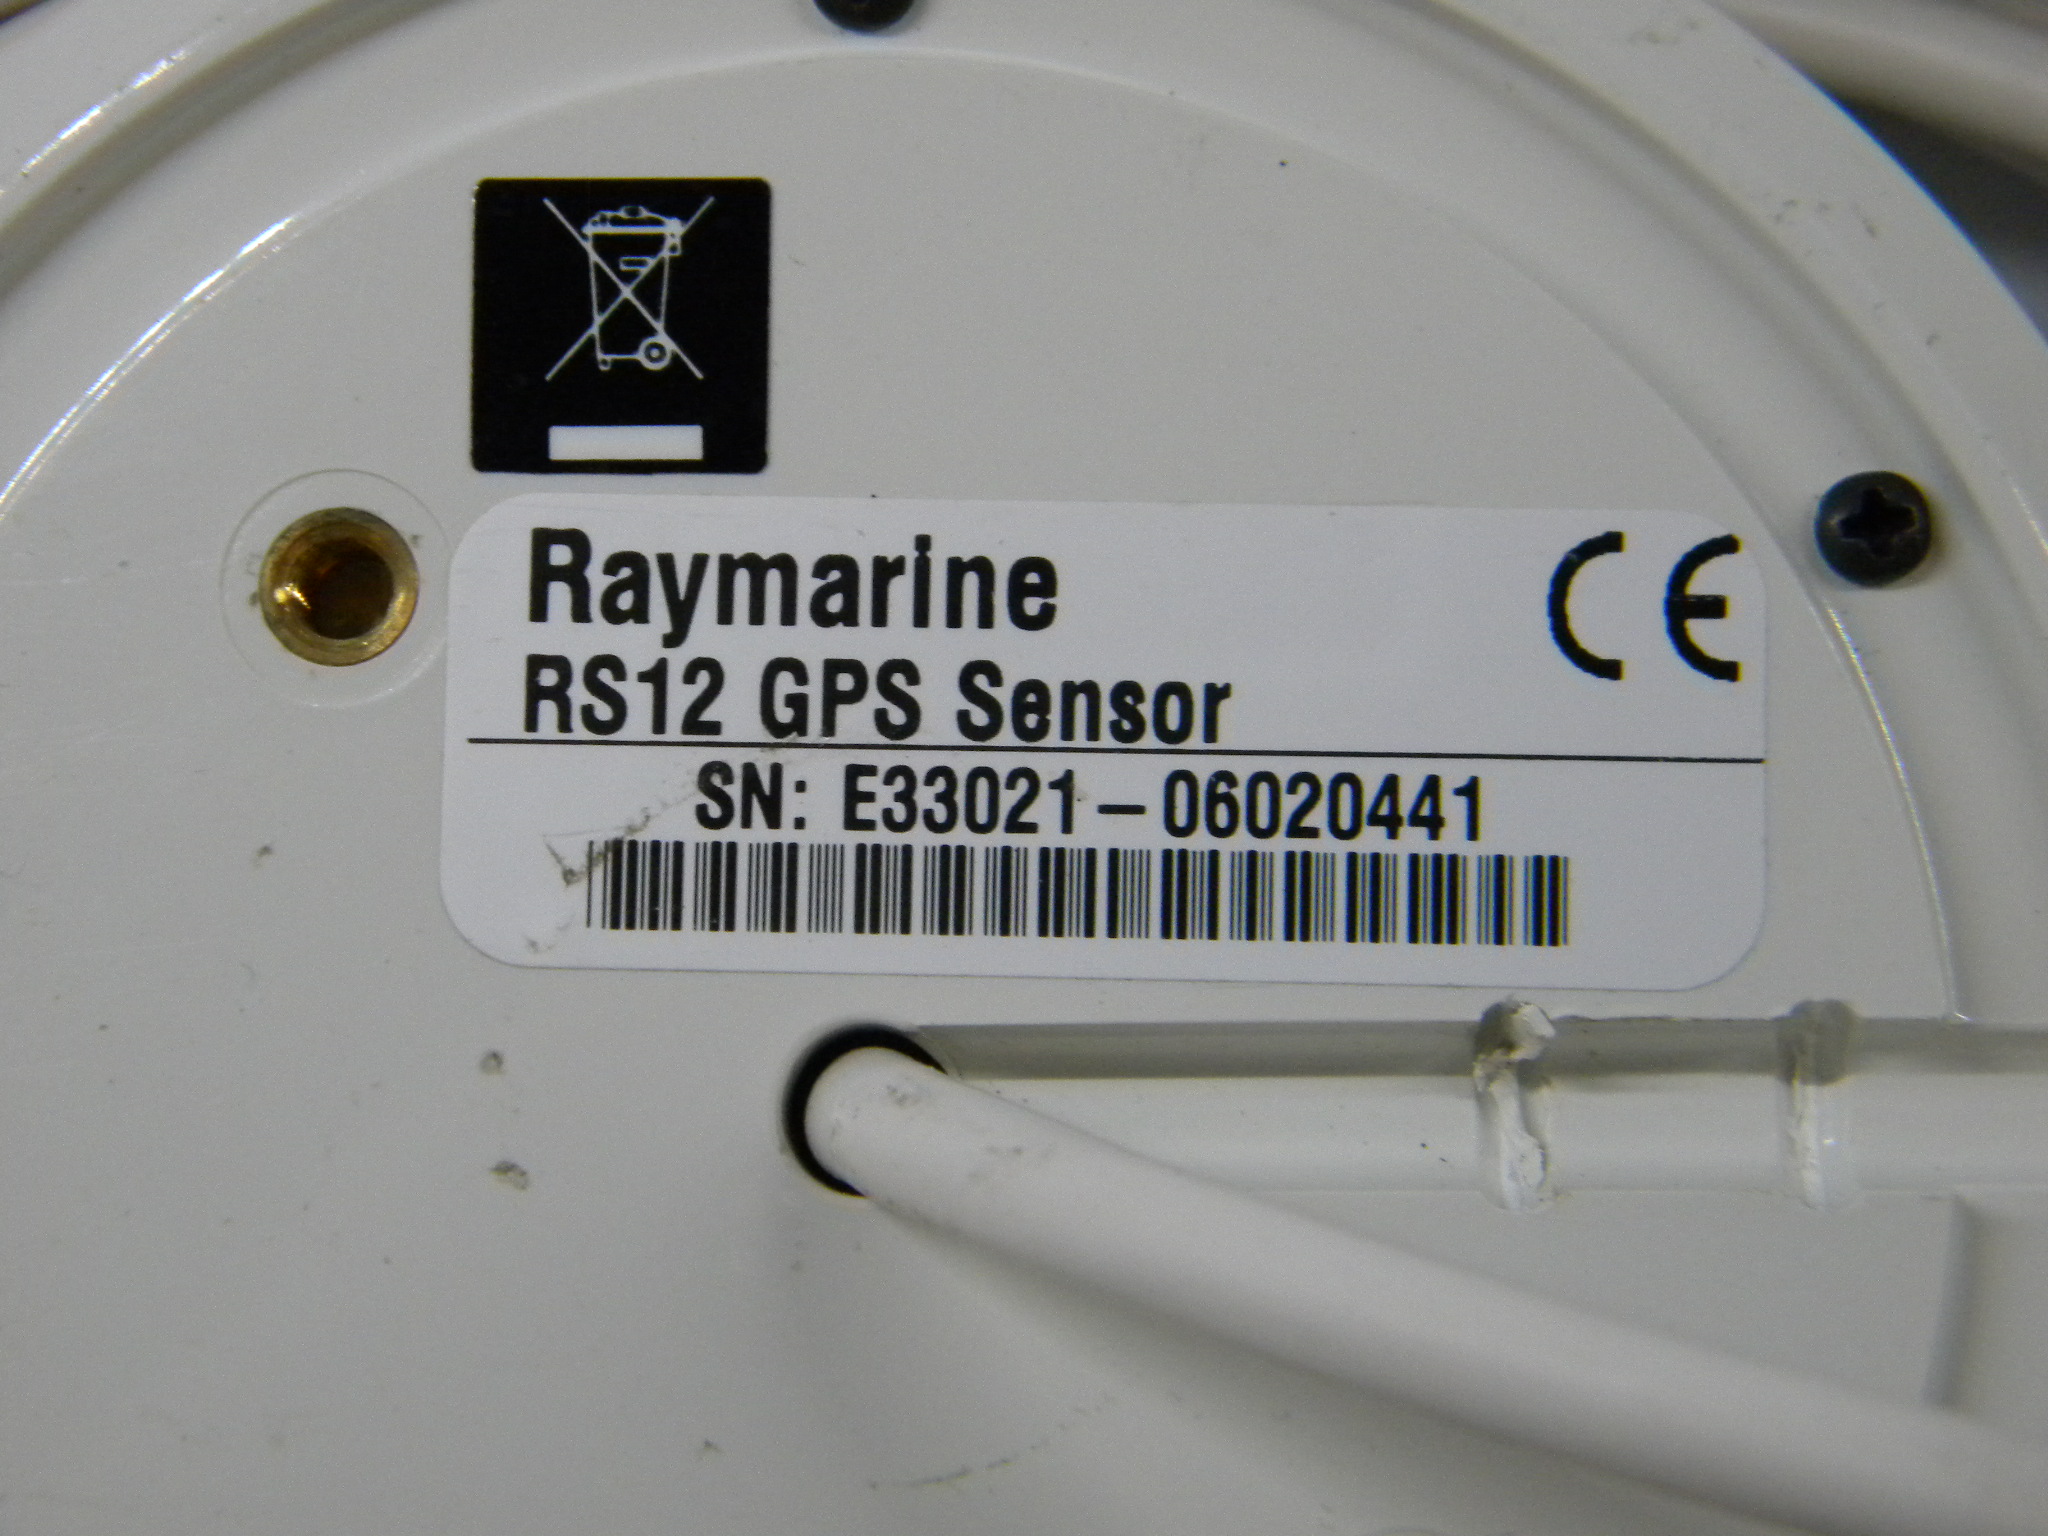 Raymarine CE
RS12 GPS Sensor
SN: E33021-06020441